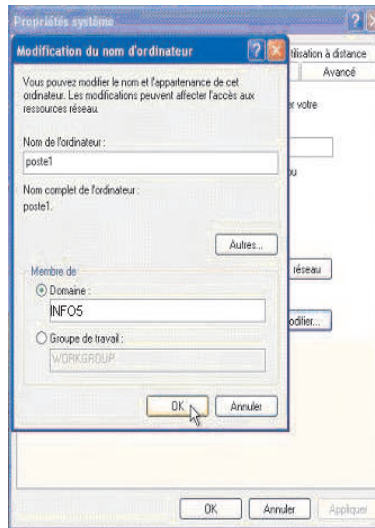 Propriétés système
Modification du nom d'ordinateur
Vous pouvez modifier le nom et l'appartenance de cet
ordinateur. Les modifications peuvent affecter l'accès aux
ressources réseau.
Nom de l'ordinateur :
poste1
Nom complet de l'ordinateur :
poste1.
Autres...
Membre de
Domaine :
INFO5
Groupe de travail :
WORKGROUP
OK
Annuler
à distance
Avancé
votre
réseau
OK
Annuler
Appliquer